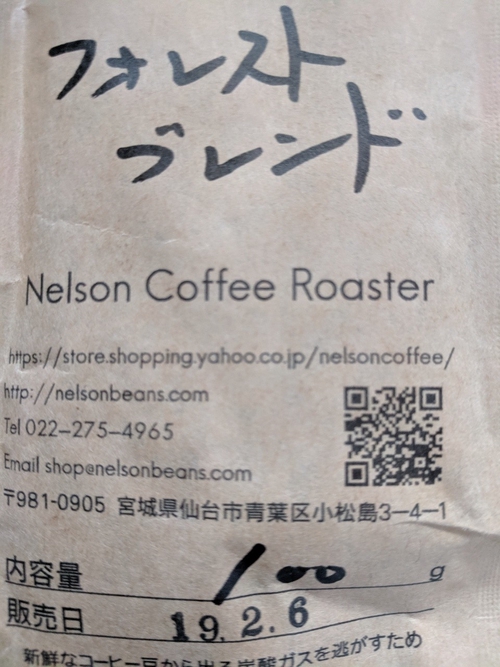 フォレスト
ブレンド
Nelson Coffee Roaster
https://store.shopping.yahoo.co.jp/nelsoncoffee/
http://nelsonbeans.com
Tel 022-275-4965
Email shop@nelsonbeans.com
〒981-0905 宮城県仙台市青葉区小松島3-4-1
内容量 100 g
販売日 19.2.6
新鮮なコーヒー豆から出る炭酸ガスを逃がすため